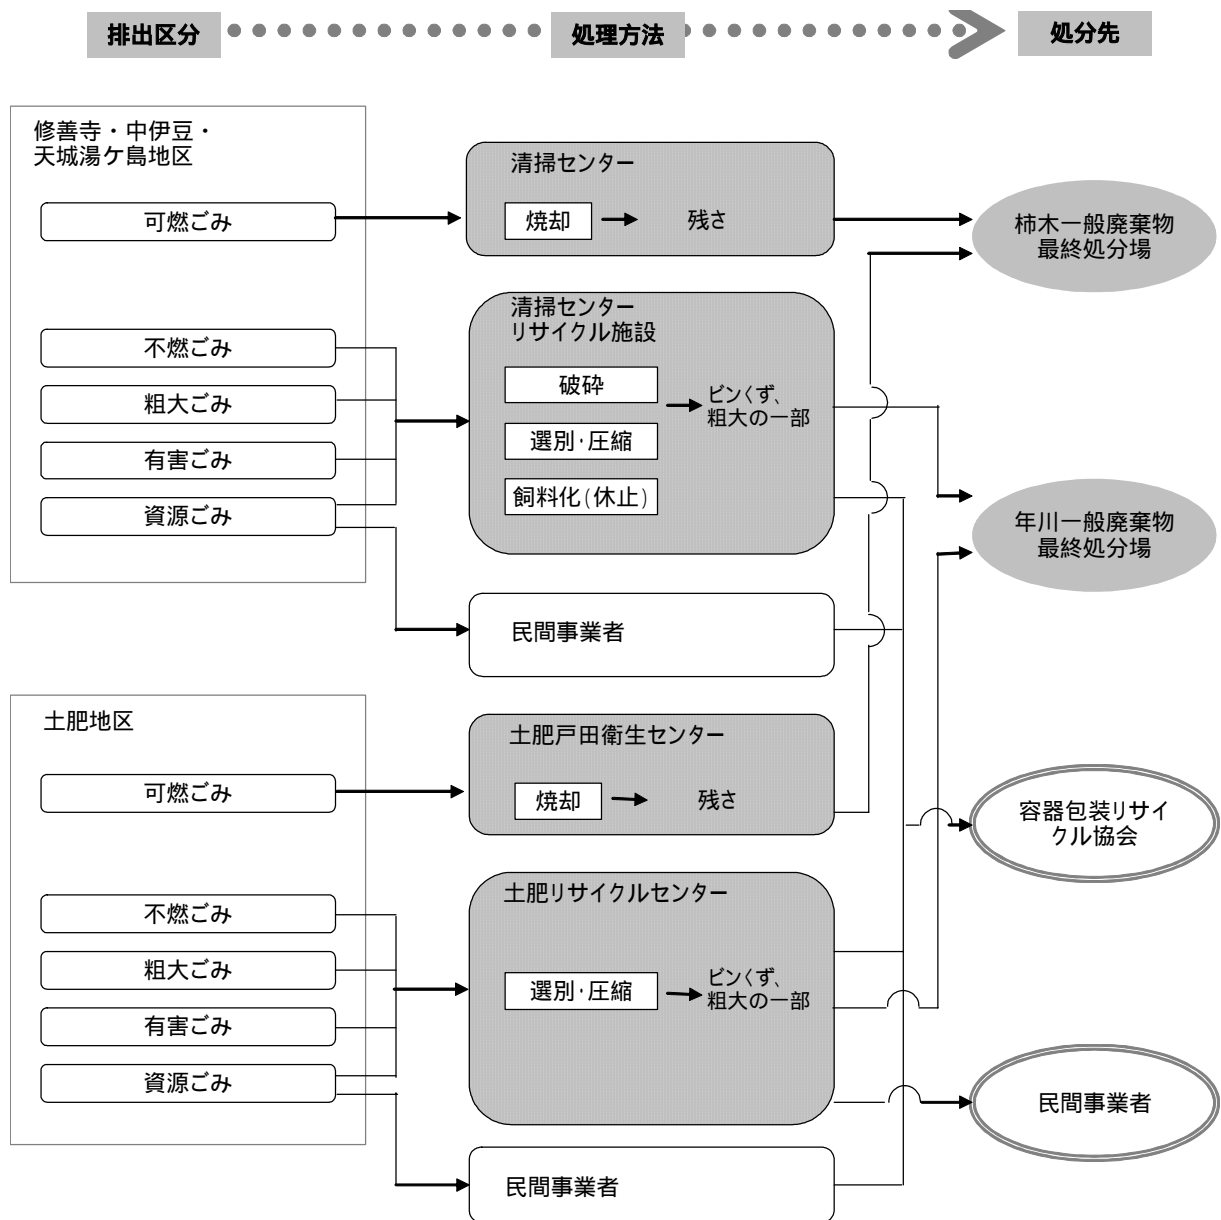 排出区分
処理方法
処分先
修善寺・中伊豆・
天城湯ケ島地区
可燃ごみ
不燃ごみ
粗大ごみ
有害ごみ
資源ごみ
清掃センター
焼却
残さ
清掃センター
リサイクル施設
破砕
選別・圧縮
飼料化(休止)
ビンくず、
粗大の一部
民間事業者
柿木一般廃棄物
最終処分場
年川一般廃棄物
最終処分場
土肥地区
可燃ごみ
不燃ごみ
粗大ごみ
有害ごみ
資源ごみ
土肥戸田衛生センター
焼却
残さ
土肥リサイクルセンター
選別・圧縮
ビンくず、
粗大の一部
民間事業者
容器包装リサイ
クル協会
民間事業者